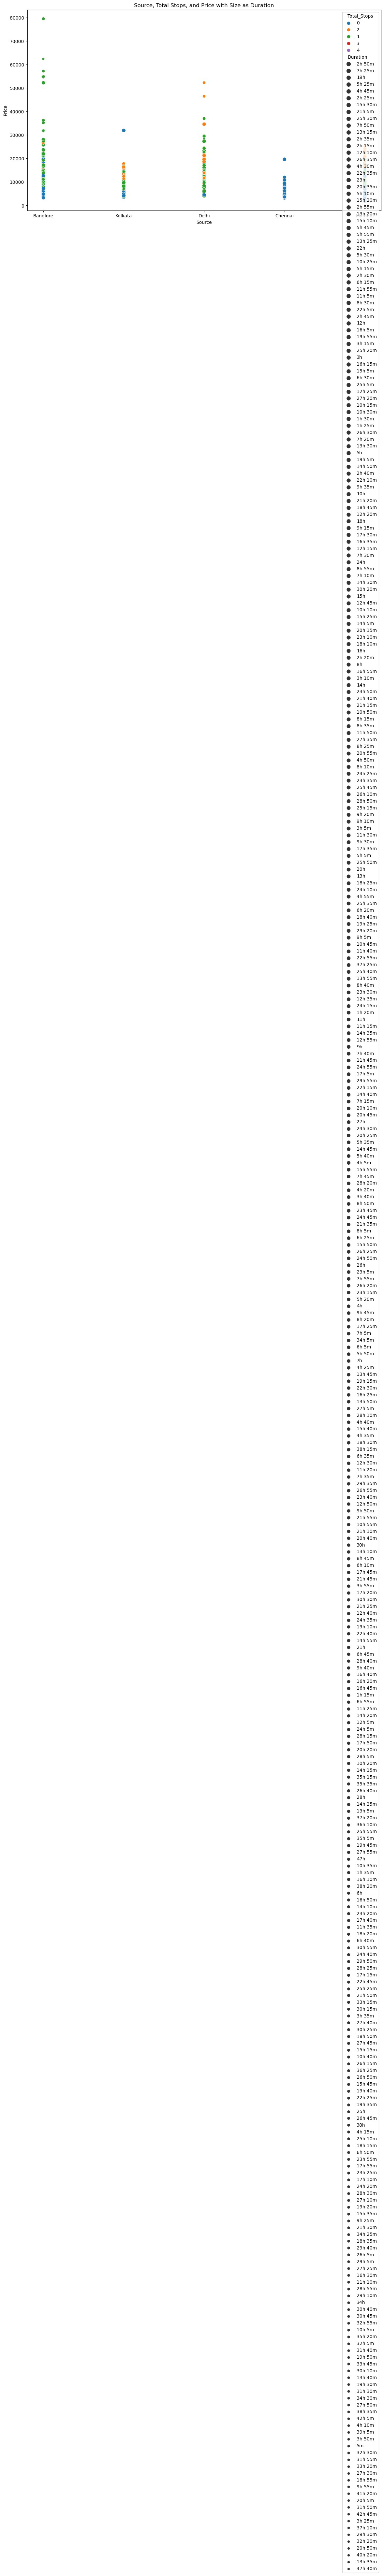 Source, Total Stops, and Price with Size as Duration
80000
70000
60000
50000
40000
30000
20000
10000
0
Price
Banglore
Kolkata
Delhi
Chennai
Source
Total_Stops
0
2
1
3
4
Duration
2h 50m
7h 25m
19h
5h 25m
4h 45m
2h 25m
15h 30m
21h 5m
25h 30m
7h 50m
13h 15m
2h 35m
2h 15m
12h 10m
26h 35m
4h 30m
22h 35m
23h
20h 35m
5h 10m
15h 20m
2h 55m
13h 20m
15h 10m
5h 45m
5h 55m
13h 25m
22h
5h 30m
10h 25m
5h 15m
2h 30m
6h 15m
11h 55m
11h 5m
8h 30m
22h 5m
2h 45m
12h
16h 5m
19h 55m
3h 15m
25h 20m
3h
16h 15m
15h 5m
6h 30m
25h 5m
12h 25m
27h 20m
10h 15m
10h 30m
1h 30m
1h 25m
26h 30m
7h 20m
13h 30m
5h
19h 5m
14h 50m
2h 40m
22h 10m
9h 35m
10h
21h 20m
18h 45m
12h 20m
18h
9h 15m
17h 30m
16h 35m
12h 15m
7h 30m
24h
8h 55m
7h 10m
14h 30m
30h 20m
15h
12h 45m
10h 10m
15h 25m
14h 5m
20h 15m
23h 10m
18h 10m
16h
2h 20m
8h
16h 55m
3h 10m
14h
23h 50m
21h 40m
21h 15m
10h 50m
8h 15m
8h 35m
11h 50m
27h 35m
8h 25m
20h 55m
4h 50m
8h 10m
24h 25m
23h 35m
25h 45m
26h 10m
28h 50m
25h 15m
9h 20m
9h 10m
3h 5m
11h 30m
9h 30m
17h 35m
5h 5m
25h 50m
20h
13h
18h 25m
24h 10m
4h 55m
25h 35m
6h 20m
18h 40m
19h 25m
29h 20m
9h 5m
10h 45m
11h 40m
22h 55m
37h 25m
25h 40m
13h 55m
8h 40m
23h 30m
12h 35m
24h 15m
1h 20m
11h
11h 15m
14h 35m
12h 55m
9h
7h 40m
11h 45m
24h 55m
17h 5m
29h 55m
22h 15m
14h 40m
7h 15m
20h 10m
20h 45m
27h
24h 30m
20h 25m
5h 35m
14h 45m
5h 40m
4h 5m
15h 55m
7h 45m
28h 20m
4h 20m
3h 40m
8h 50m
23h 45m
24h 45m
21h 35m
8h 5m
6h 25m
15h 50m
26h 25m
24h 50m
26h
23h 5m
7h 55m
26h 20m
23h 15m
5h 20m
4h
9h 45m
8h 20m
17h 25m
7h 5m
34h 5m
6h 5m
5h 50m
7h
4h 25m
13h 45m
19h 15m
22h 30m
16h 25m
13h 50m
27h 5m
28h 10m
4h 40m
15h 40m
4h 35m
18h 30m
38h 15m
6h 35m
12h 30m
11h 20m
7h 35m
29h 35m
26h 55m
23h 40m
12h 50m
9h 50m
21h 55m
10h 55m
21h 10m
20h 40m
30h
13h 10m
8h 45m
6h 10m
17h 45m
21h 45m
3h 55m
17h 20m
30h 30m
21h 25m
12h 40m
24h 35m
19h 10m
22h 40m
14h 55m
21h
6h 45m
28h 40m
9h 40m
16h 40m
16h 20m
16h 45m
1h 15m
6h 55m
11h 25m
14h 20m
12h 5m
24h 5m
28h 15m
17h 50m
20h 20m
28h 5m
10h 20m
14h 15m
35h 15m
35h 35m
26h 40m
28h
14h 25m
13h 5m
37h 20m
36h 10m
25h 55m
35h 5m
19h 45m
27h 55m
47h
10h 35m
1h 35m
16h 10m
38h 20m
6h
16h 50m
14h 10m
23h 20m
17h 40m
11h 35m
18h 20m
6h 40m
30h 55m
24h 40m
29h 50m
28h 25m
17h 15m
22h 45m
25h 25m
21h 50m
33h 15m
30h 15m
3h 35m
27h 40m
30h 25m
18h 50m
27h 45m
15h 15m
10h 40m
26h 15m
36h 25m
26h 50m
15h 45m
19h 40m
22h 25m
19h 35m
25h
26h 45m
38h
4h 15m
25h 10m
18h 15m
6h 50m
23h 55m
17h 55m
23h 25m
17h 10m
24h 20m
28h 30m
27h 10m
19h 20m
15h 35m
9h 25m
21h 30m
34h 25m
18h 35m
29h 40m
26h 5m
29h 5m
27h 25m
16h 30m
11h 10m
28h 55m
29h 10m
34h
30h 40m
30h 45m
32h 55m
10h 5m
35h 20m
32h 5m
31h 40m
19h 50m
33h 45m
30h 10m
13h 40m
19h 30m
31h 30m
34h 30m
27h 50m
38h 35m
42h 5m
4h 10m
39h 5m
3h 50m
5m
32h 30m
31h 55m
33h 20m
27h 30m
18h 55m
9h 55m
41h 20m
20h 5m
31h 50m
42h 45m
3h 25m
37h 10m
29h 30m
32h 20m
20h 50m
40h 20m
13h 35m
47h 40m